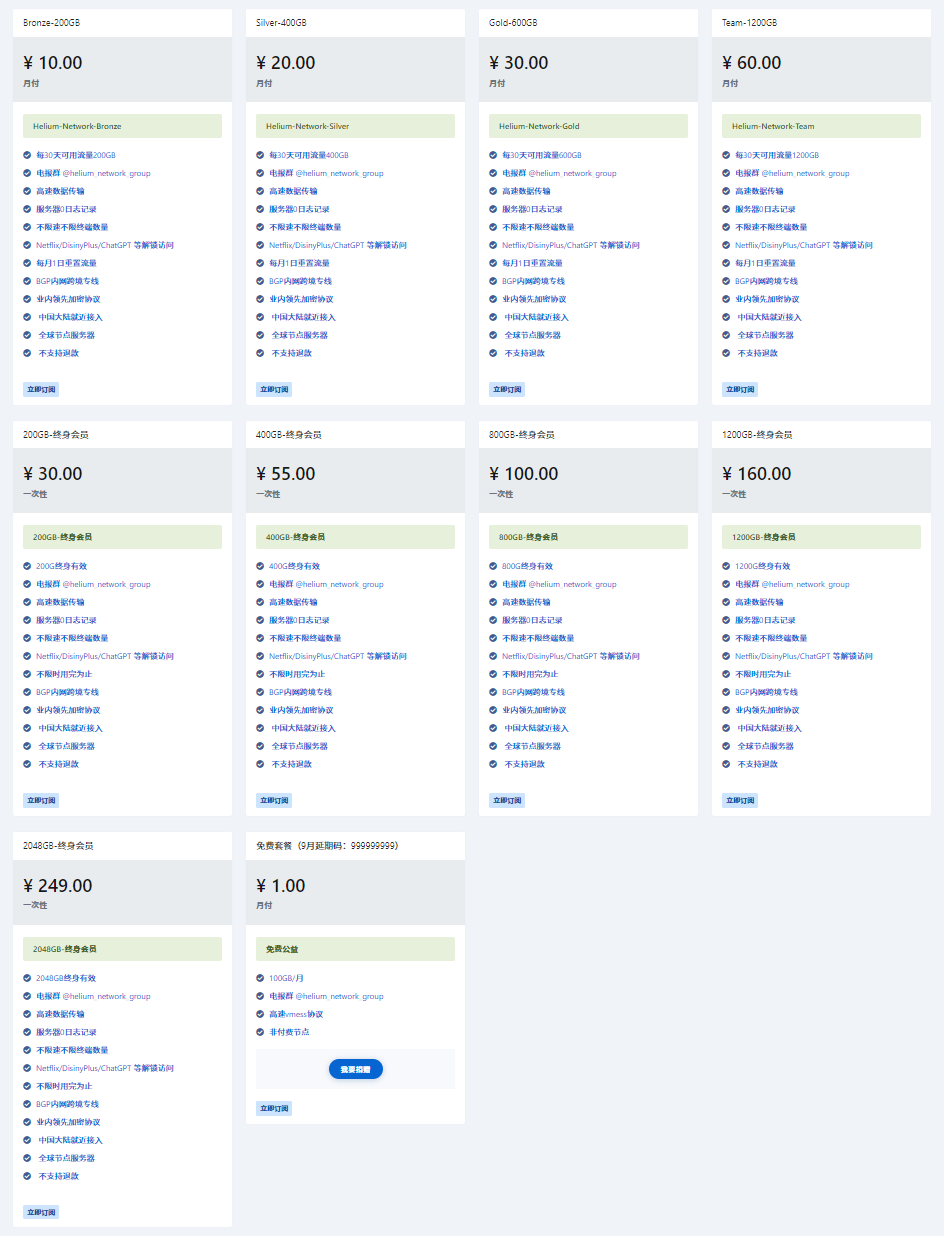 Bronze-200GB
¥ 10.00
月付
Helium-Network-Bronze
每30天可用流量200GB
电报群 @helium_network_group
高速数据传输
服务器0日志记录
不限速不限终端数量
Netflix/DisinyPlus/ChatGPT 等解锁访问
每月1日重置流量
BGP内网跨境专线
业内领先加密协议
中国大陆就近接入
全球节点服务器
不支持退款
立即订阅
Silver-400GB
¥ 20.00
月付
Helium-Network-Silver
每30天可用流量400GB
电报群 @helium_network_group
高速数据传输
服务器0日志记录
不限速不限终端数量
Netflix/DisinyPlus/ChatGPT 等解锁访问
每月1日重置流量
BGP内网跨境专线
业内领先加密协议
中国大陆就近接入
全球节点服务器
不支持退款
立即订阅
Gold-600GB
¥ 30.00
月付
Helium-Network-Gold
每30天可用流量600GB
电报群 @helium_network_group
高速数据传输
服务器0日志记录
不限速不限终端数量
Netflix/DisinyPlus/ChatGPT 等解锁访问
每月1日重置流量
BGP内网跨境专线
业内领先加密协议
中国大陆就近接入
全球节点服务器
不支持退款
立即订阅
Team-1200GB
¥ 60.00
月付
Helium-Network-Team
每30天可用流量1200GB
电报群 @helium_network_group
高速数据传输
服务器0日志记录
不限速不限终端数量
Netflix/DisinyPlus/ChatGPT 等解锁访问
每月1日重置流量
BGP内网跨境专线
业内领先加密协议
中国大陆就近接入
全球节点服务器
不支持退款
立即订阅
200GB-终身会员
¥ 30.00
一次性
200GB-终身会员
200G终身有效
电报群 @helium_network_group
高速数据传输
服务器0日志记录
不限速不限终端数量
Netflix/DisinyPlus/ChatGPT 等解锁访问
不限时用完为止
BGP内网跨境专线
业内领先加密协议
中国大陆就近接入
全球节点服务器
不支持退款
立即订阅
400GB-终身会员
¥ 55.00
一次性
400GB-终身会员
400G终身有效
电报群 @helium_network_group
高速数据传输
服务器0日志记录
不限速不限终端数量
Netflix/DisinyPlus/ChatGPT 等解锁访问
不限时用完为止
BGP内网跨境专线
业内领先加密协议
中国大陆就近接入
全球节点服务器
不支持退款
立即订阅
800GB-终身会员
¥ 100.00
一次性
800GB-终身会员
800G终身有效
电报群 @helium_network_group
高速数据传输
服务器0日志记录
不限速不限终端数量
Netflix/DisinyPlus/ChatGPT 等解锁访问
不限时用完为止
BGP内网跨境专线
业内领先加密协议
中国大陆就近接入
全球节点服务器
不支持退款
立即订阅
1200GB-终身会员
¥ 160.00
一次性
1200GB-终身会员
1200G终身有效
电报群 @helium_network_group
高速数据传输
服务器0日志记录
不限速不限终端数量
Netflix/DisinyPlus/ChatGPT 等解锁访问
不限时用完为止
BGP内网跨境专线
业内领先加密协议
中国大陆就近接入
全球节点服务器
不支持退款
立即订阅
2048GB-终身会员
¥ 249.00
一次性
2048GB-终身会员
2048GB终身有效
电报群 @helium_network_group
高速数据传输
服务器0日志记录
不限速不限终端数量
Netflix/DisinyPlus/ChatGPT 等解锁访问
不限时用完为止
BGP内网跨境专线
业内领先加密协议
中国大陆就近接入
全球节点服务器
不支持退款
立即订阅
免费套餐（9月延期码：999999999）
¥ 1.00
月付
免费公益
100GB/月
电报群 @helium_network_group
高速vmess协议
非付费节点
我要捐赠
立即订阅